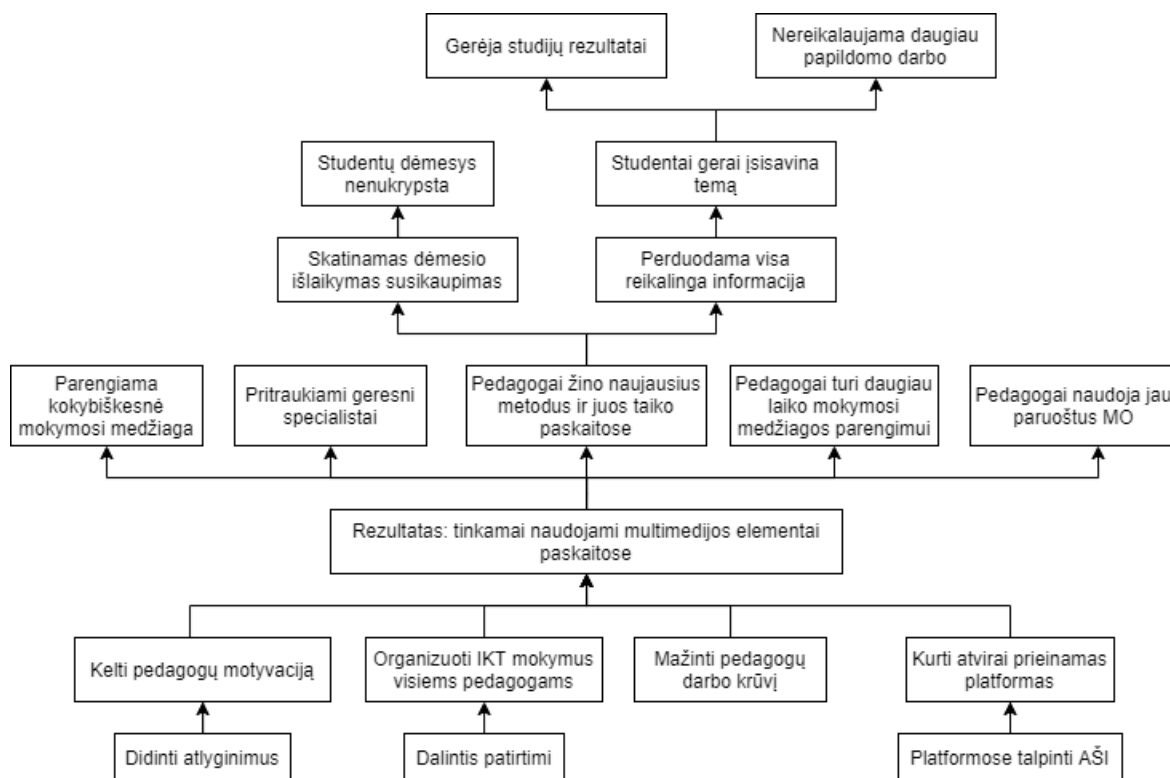 Gerėja studijų rezultatai
Nereikalaujama daugiau
papildomo darbo
Studentų dėmesys
nenukrypsta
Studentai gerai įsisavina
temą
Skatinamas dėmesio
išlaikymas susikaupimas
Perduodama visa
reikalinga informacija
Parengiama
kokybiškesnė
mokymosi medžiaga
Pritraukiami geresni
specialistai
Pedagogai žino naujausius
metodus ir juos taiko
paskaitose
Pedagogai turi daugiau
laiko mokymosi
medžiagos parengimui
Pedagogai naudoja jau
paruoštus MO
Rezultatas: tinkamai naudojami multimedijos elementai
paskaitose
Kelti pedagogų motyvaciją
Organizuoti IKT mokymus
visiems pedagogams
Mažinti pedagogų
darbo krūvį
Kurti atvirai prieinamas
platformas
Didinti atlyginimus
Dalintis patirtimi
Platformose talpinti AŠI